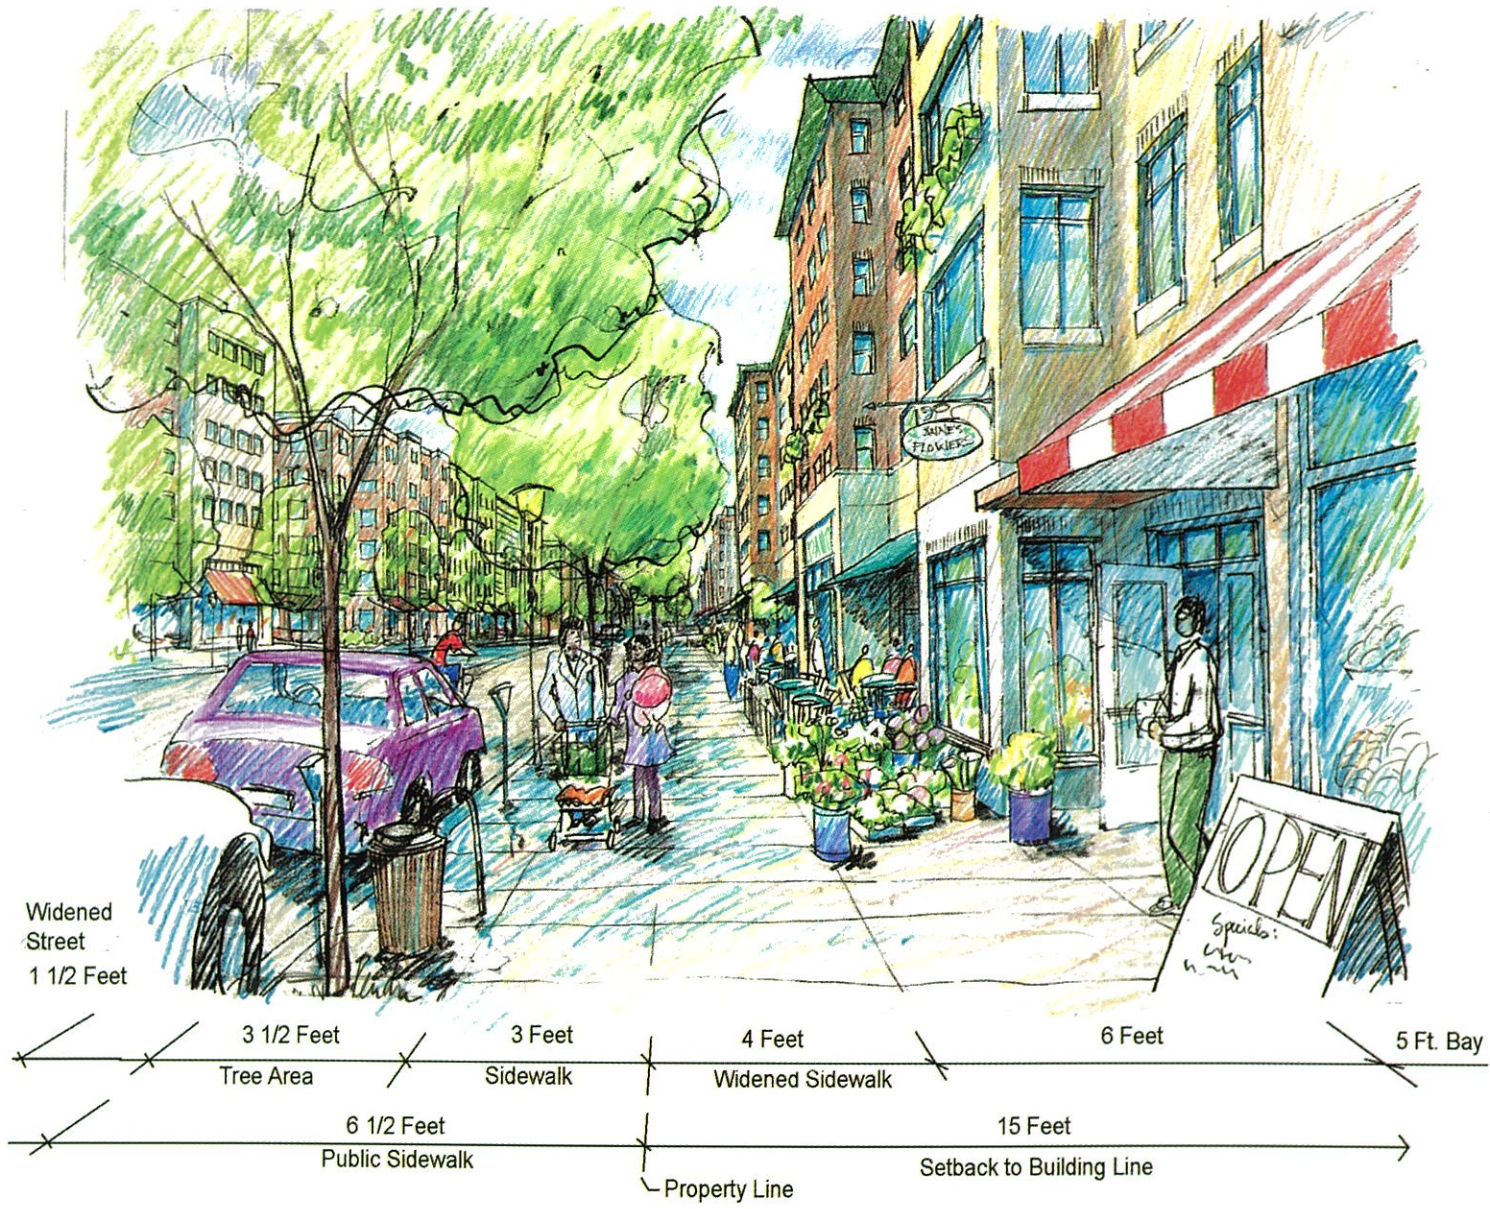 JANE'S
FLOWERS
OPEN
Specials:
Widened
Street
1 1/2 Feet
3 1/2 Feet
3 Feet
4 Feet
6 Feet
5 Ft. Bay
Tree Area
Sidewalk
Widened Sidewalk
6 1/2 Feet
15 Feet
Public Sidewalk
Setback to Building Line
Property Line